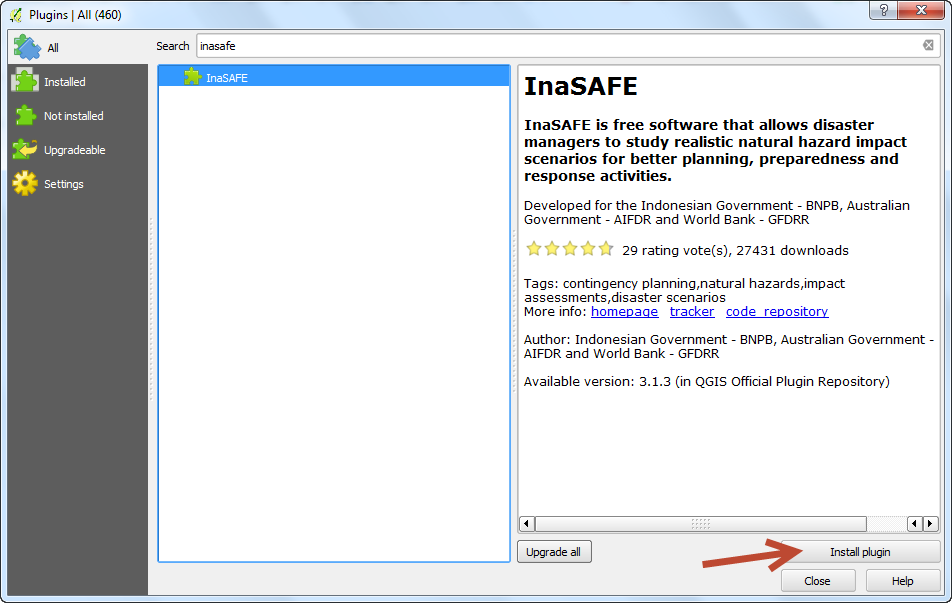 Plugins | All (460)
?
All
Search
inasafe
Installed
Not installed
Upgradeable
Settings
InaSAFE
InaSAFE
InaSAFE is free software that allows disaster
managers to study realistic natural hazard impact
scenarios for better planning, preparedness and
response activities.
Developed for the Indonesian Government - BNPB, Australian
Government - AIFDR and World Bank - GFDRR
29 rating vote(s), 27431 downloads
Tags: contingency planning,natural hazards,impact
assessments,disaster scenarios
More info: homepage tracker code_repository
Author: Indonesian Government - BNPB, Australian Government -
AIFDR and World Bank - GFDRR
Available version: 3.1.3 (in QGIS Official Plugin Repository)
Upgrade all
Install plugin
Close
Help